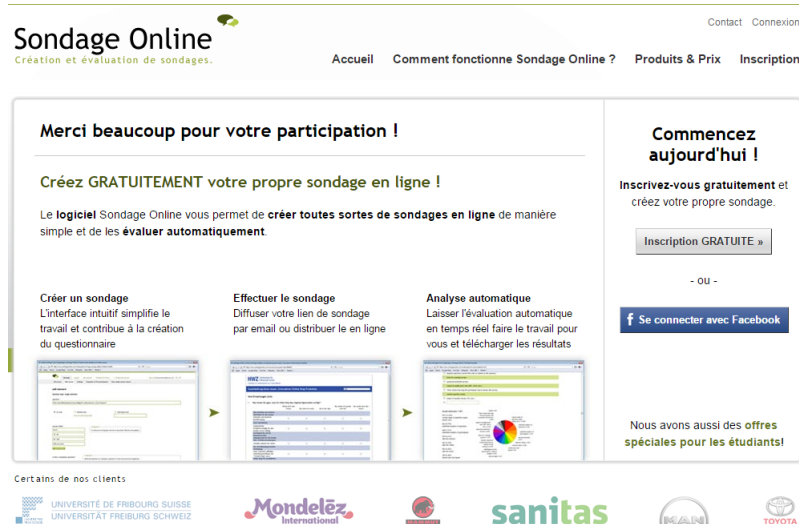 Contact Connexion
Sondage Online
Création et évaluation de sondages.
Accueil Comment fonctionne Sondage Online ? Produits & Prix Inscription
Merci beaucoup pour votre participation !
Créez GRATUITEMENT votre propre sondage en ligne !
Le logiciel Sondage Online vous permet de créer toutes sortes de sondages en ligne de manière
simple et de les évaluer automatiquement.
Créer un sondage
L'interface intuitif simplifie le
travail et contribue à la création
du questionnaire
Effectuer le sondage
Diffuser votre lien de sondage
par email ou distribuer le en ligne
Analyse automatique
Laisser l'évaluation automatique
en temps réel faire le travail pour
vous et télécharger les résultats
Commencez
aujourd'hui !
Inscrivez-vous gratuitement et
créez votre propre sondage.
Inscription GRATUITE »
- ou -
f Se connecter avec Facebook
Nous avons aussi des offres
spéciales pour les étudiants!
Certains de nos clients
UNIVERSITÉ DE FRIBOURG SUISSE
UNIVERSITÄT FREIBURG SCHWEIZ
Mondelēz
International
sanitas
MAN
TOYOTA